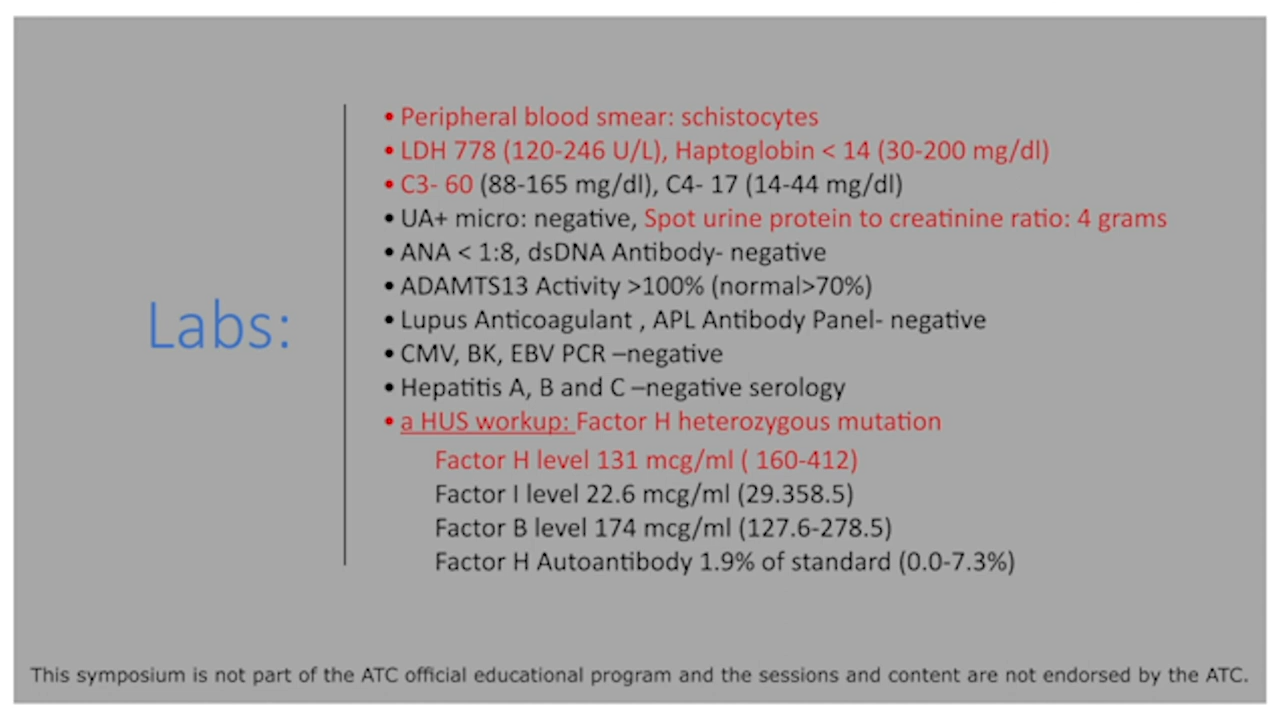 Labs:
• Peripheral blood smear: schistocytes
• LDH 778 (120-246 U/L), Haptoglobin < 14 (30-200 mg/dl)
• C3- 60 (88-165 mg/dl), C4- 17 (14-44 mg/dl)
• UA+ micro: negative, Spot urine protein to creatinine ratio: 4 grams
• ANA < 1:8, dsDNA Antibody- negative
• ADAMTS13 Activity >100% (normal>70%)
• Lupus Anticoagulant , APL Antibody Panel- negative
• CMV, BK, EBV PCR –negative
• Hepatitis A, B and C –negative serology
• a HUS workup: Factor H heterozygous mutation
Factor H level 131 mcg/ml ( 160-412)
Factor I level 22.6 mcg/ml (29.358.5)
Factor B level 174 mcg/ml (127.6-278.5)
Factor H Autoantibody 1.9% of standard (0.0-7.3%)
This symposium is not part of the ATC official educational program and the sessions and content are not endorsed by the ATC.